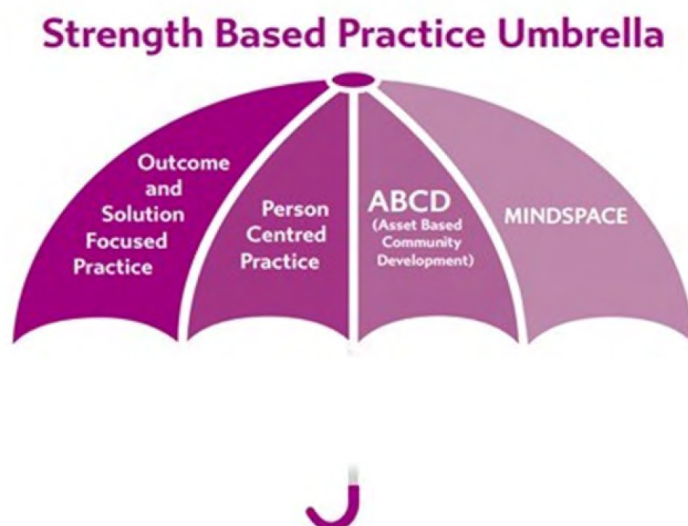 Strength Based Practice Umbrella
Outcome
and
Solution
Focused
Practice
Person
Centred
Practice
ABCD
(Asset Based
Community
Development)
MINDSPACE